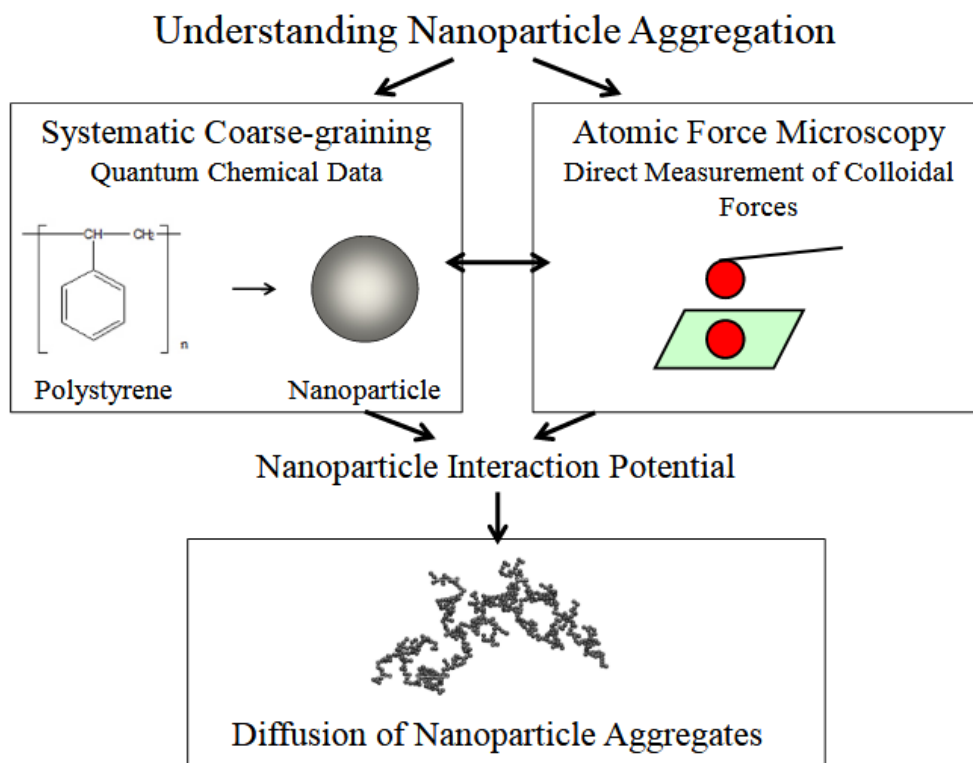 Understanding Nanoparticle Aggregation
Systematic Coarse-graining
Quantum Chemical Data
CH
CH₂
n
Polystyrene
Nanoparticle
Atomic Force Microscopy
Direct Measurement of Colloidal
Forces
Nanoparticle Interaction Potential
Diffusion of Nanoparticle Aggregates